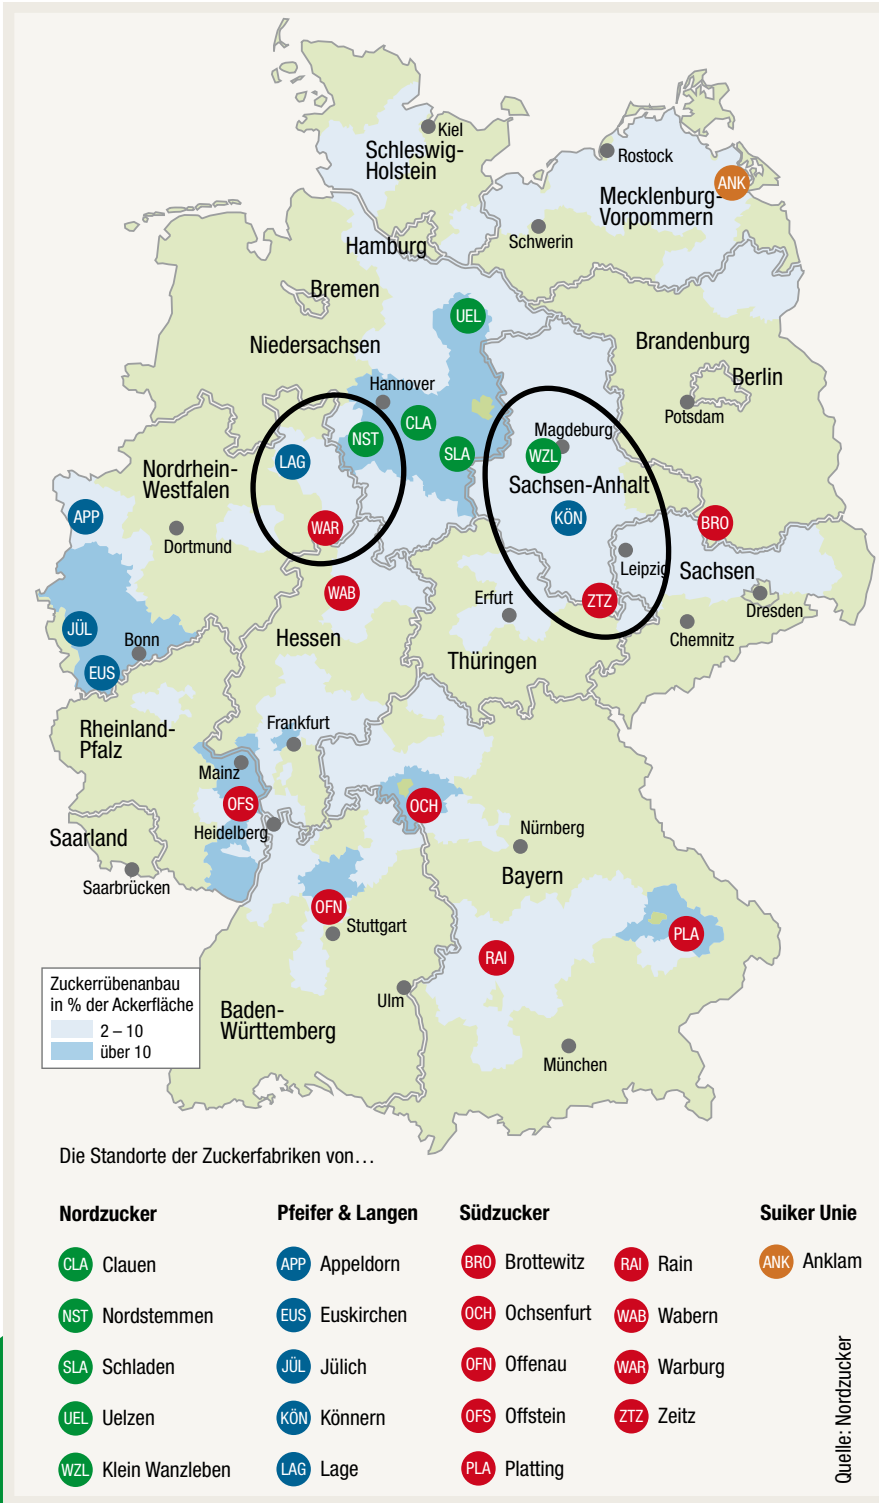 Kiel
Schleswig-
Holstein
Rostock
ANK
Mecklenburg-
Vorpommern
Schwerin
Hamburg
Bremen
UEL
Niedersachsen
Brandenburg
Berlin
Hannover
Potsdam
CLA
NST
Magdeburg
SLA
WZL
LAG
Nordrhein-
Westfalen
Sachsen-Anhalt
APP
KÖN
BRO
WAR
Dortmund
Leipzig
Sachsen
WAB
Erfurt
ZTZ
Dresden
JÜL
Bonn
Hessen
Chemnitz
EUS
Thüringen
Rheinland-
Pfalz
Frankfurt
Mainz
OFS
OCH
Heidelberg
Saarland
Nürnberg
Saarbrücken
Bayern
OFN
Stuttgart
PLA
RAI
Zuckerrübenanbau
in % der Ackerfläche
2 – 10
über 10
Ulm
Baden-
Württemberg
München
Die Standorte der Zuckerfabriken von…
Nordzucker
CLA Clauen
NST Nordstemmen
SLA Schladen
UEL Uelzen
WZL Klein Wanzleben
Pfeifer & Langen
APP Appeldorn
EUS Euskirchen
JÜL Jülich
KÖN Könnern
LAG Lage
Südzucker
BRO Brottewitz
OCH Ochsenfurt
OFN Offenau
OFS Offstein
PLA Platting
RAI Rain
WAB Wabern
WAR Warburg
ZTZ Zeitz
Suiker Unie
ANK Anklam
Quelle: Nordzucker